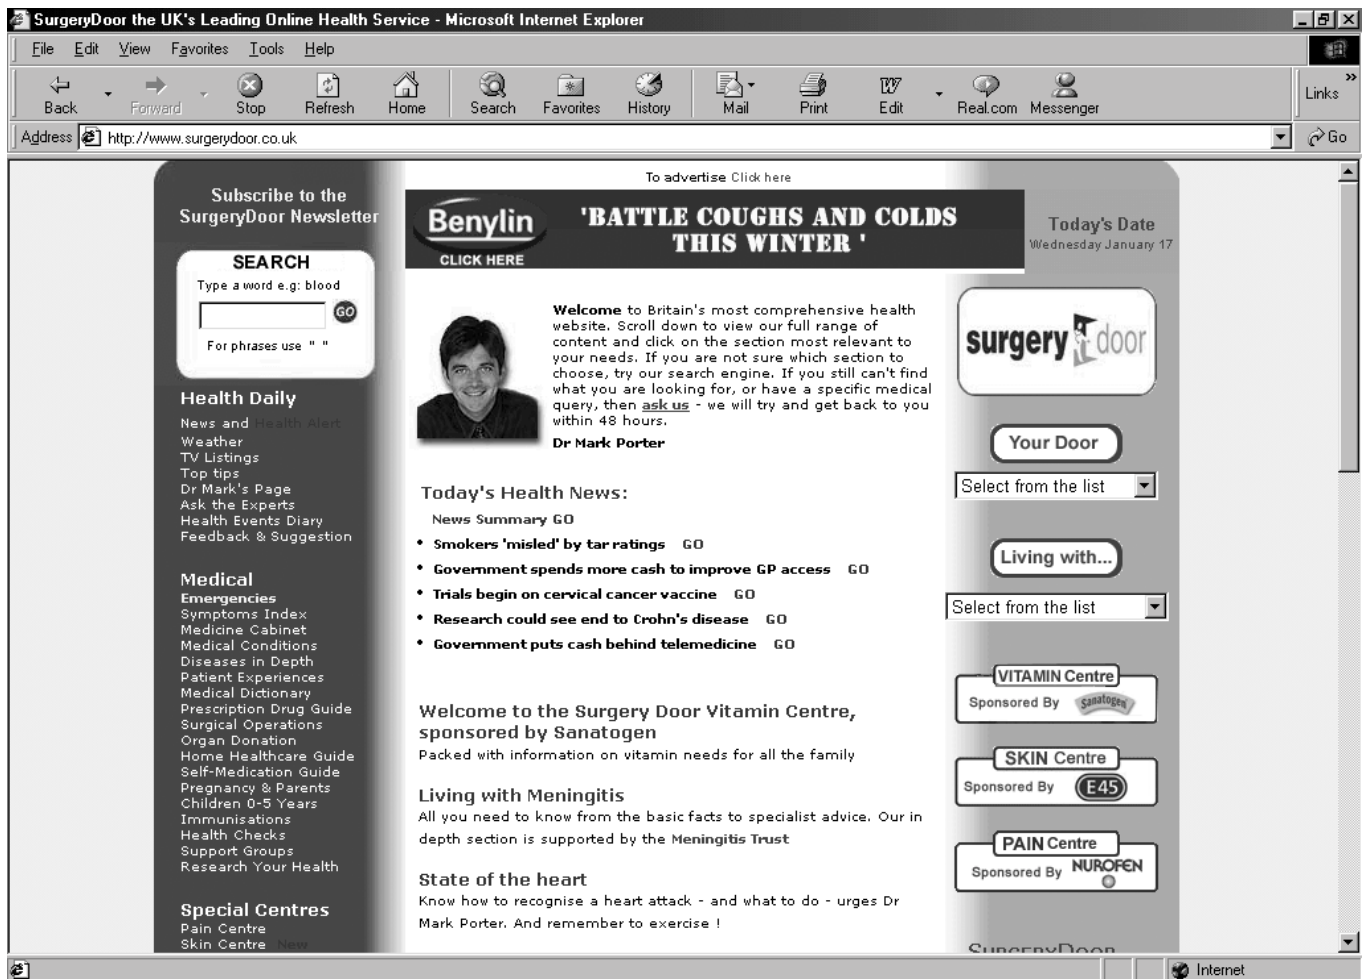 SurgeryDoor the UK's Leading Online Health Service - Microsoft Internet Explorer
File Edit View Favorites Tools Help
Back Forward Stop Refresh Home Search Favorites History Mail Print Edit Real.com Messenger Links
Address http://www.surgerydoor.co.uk Go
Subscribe to the
SurgeryDoor Newsletter
SEARCH
Type a word e.g: blood
GO
For phrases use " "
Health Daily
News and Health Alert
Weather
TV Listings
Top tips
Dr Mark's Page
Ask the Experts
Health Events Diary
Feedback & Suggestion
Medical
Emergencies
Symptoms Index
Medicine Cabinet
Medical Conditions
Diseases in Depth
Patient Experiences
Medical Dictionary
Prescription Drug Guide
Surgical Operations
Organ Donation
Home Healthcare Guide
Self-Medication Guide
Pregnancy & Parents
Children 0-5 Years
Immunisations
Health Checks
Support Groups
Research Your Health
Special Centres
Pain Centre
Skin Centre New
To advertise Click here
Benylin
CLICK HERE
'BATTLE COUGHS AND COLDS
THIS WINTER '
Welcome to Britain's most comprehensive health
website. Scroll down to view our full range of
content and click on the section most relevant to
your needs. If you are not sure which section to
choose, try our search engine. If you still can't find
what you are looking for, or have a specific medical
query, then ask us - we will try and get back to you
within 48 hours.
Dr Mark Porter
Today's Health News:
News Summary GO
• Smokers 'misled' by tar ratings GO
• Government spends more cash to improve GP access GO
• Trials begin on cervical cancer vaccine GO
• Research could see end to Crohn's disease GO
• Government puts cash behind telemedicine GO
Welcome to the Surgery Door Vitamin Centre,
sponsored by Sanatogen
Packed with information on vitamin needs for all the family
Living with Meningitis
All you need to know from the basic facts to specialist advice. Our in
depth section is supported by the Meningitis Trust
State of the heart
Know how to recognise a heart attack - and what to do - urges Dr
Mark Porter. And remember to exercise !
Today's Date
Wednesday January 17
surgery door
Your Door
Select from the list
Living with...
Select from the list
VITAMIN Centre
Sponsored By Sanatogen
SKIN Centre
Sponsored By E45
PAIN Centre
Sponsored By NUROFEN
SURGERYDOOR
Internet